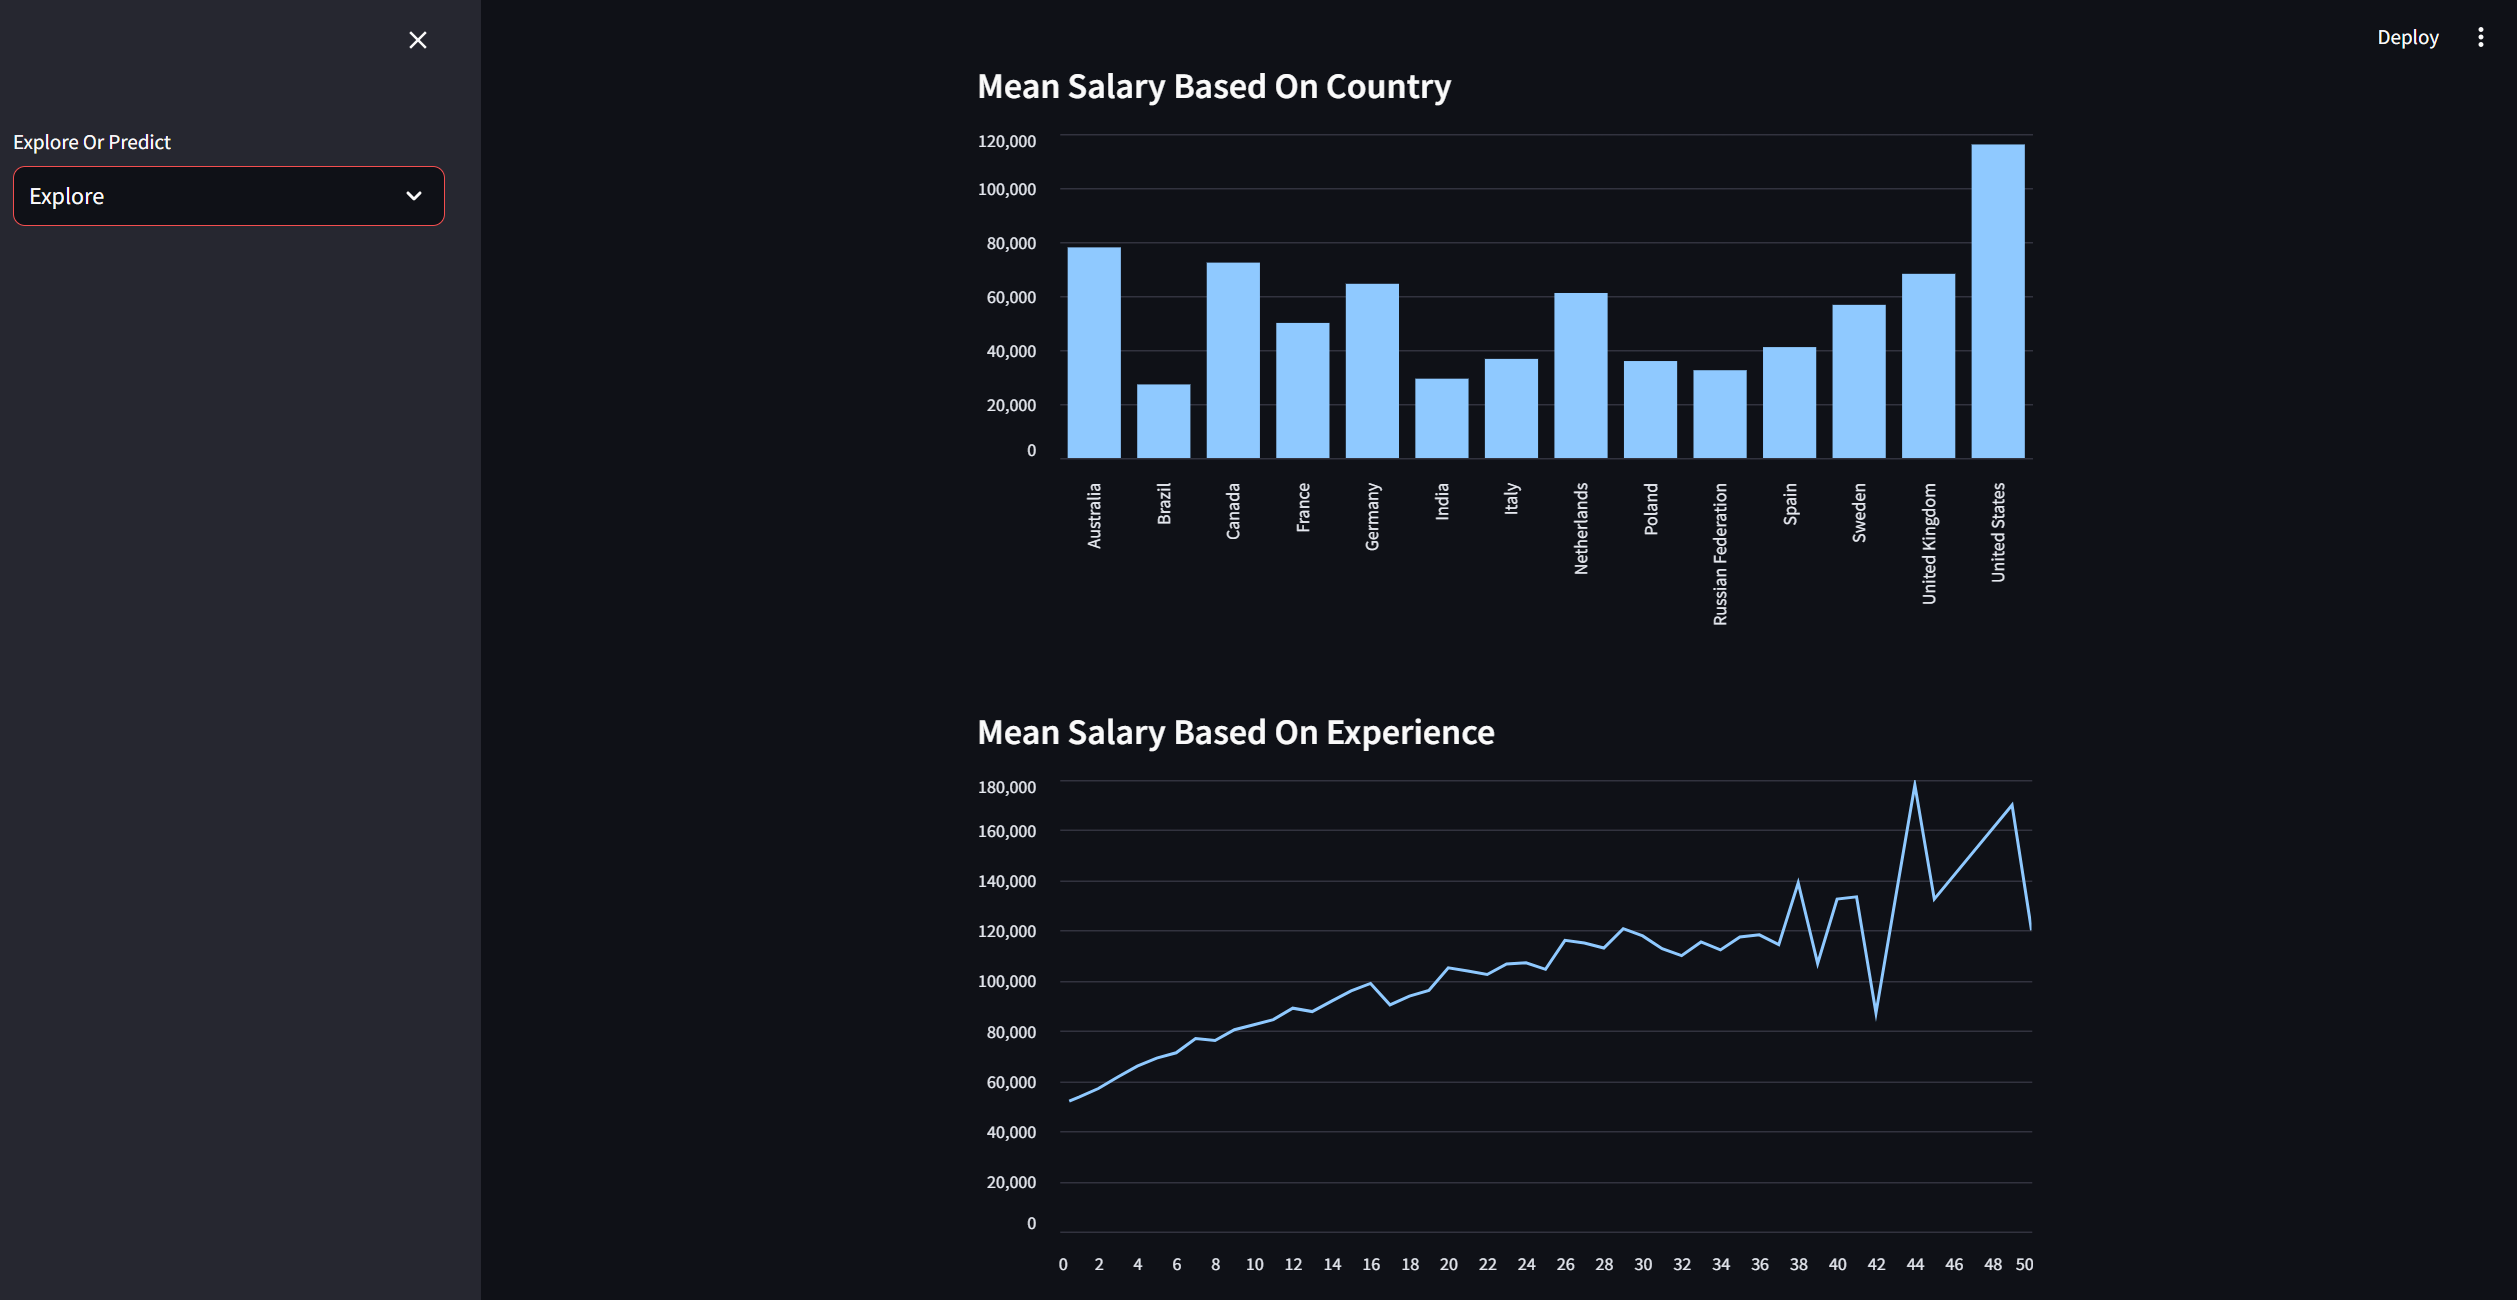 Deploy
Explore Or Predict
Explore
Mean Salary Based On Country
120,000
100,000
80,000
60,000
40,000
20,000
0
Australia
Brazil
Canada
France
Germany
India
Italy
Netherlands
Poland
Russian Federation
Spain
Sweden
United Kingdom
United States
Mean Salary Based On Experience
180,000
160,000
140,000
120,000
100,000
80,000
60,000
40,000
20,000
0
0 2 4 6 8 10 12 14 16 18 20 22 24 26 28 30 32 34 36 38 40 42 44 46 48 50